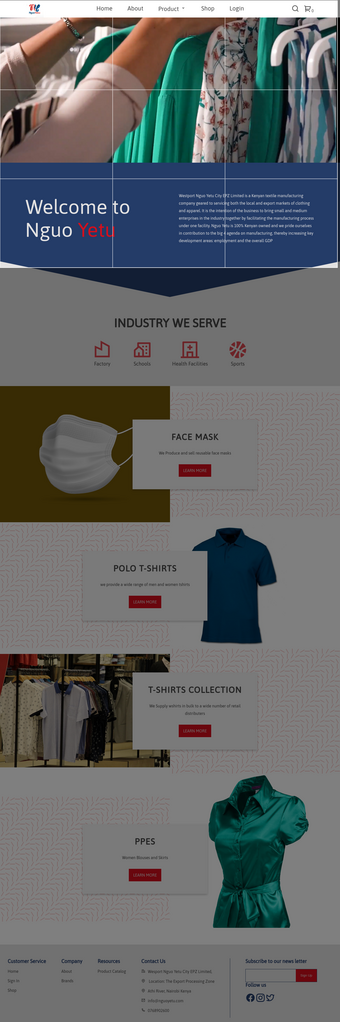 Home About Product Shop Login
Welcome to
Nguo Yetu
Westport Nguo Yetu City EPZ Limited is a Kenyan textile manufacturing
company geared to servicing both the local and export markets of clothing
and apparel. It is the intention of the business to bring small and medium
enterprises in the industry together by facilitating the manufacturing process
under one facility. Nguo Yetu is 100% Kenyan owned and we pride ourselves
in contribution to the big 4 agenda on manufacturing, thereby increasing key
development areas employment and the overall GDP
INDUSTRY WE SERVE
Factory Schools Health Facilities Sports
FACE MASK
We Produce and sell reusable face masks
LEARN MORE
POLO T-SHIRTS
we provide a wide range of men and women tshirts
LEARN MORE
T-SHIRTS COLLECTION
We Supply tshirts in bulk to a wide number of retail
distributers.
LEARN MORE
PPES
Women Blouses and Skirts
LEARN MORE
Customer Service
Home
Sign In
Shop
Company
About
Brands
Resources
Product Catalog
Contact Us
Westport Nguo Yetu City EPZ Limited
Location: The Export Processing Zone
Athi River, Nairobi Kenya
Subscribe to our news letter
Sign Up
Follow us